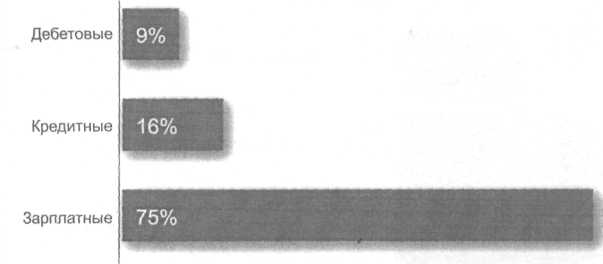 Дебетовые 9%
Кредитные 16%
Зарплатные 75%